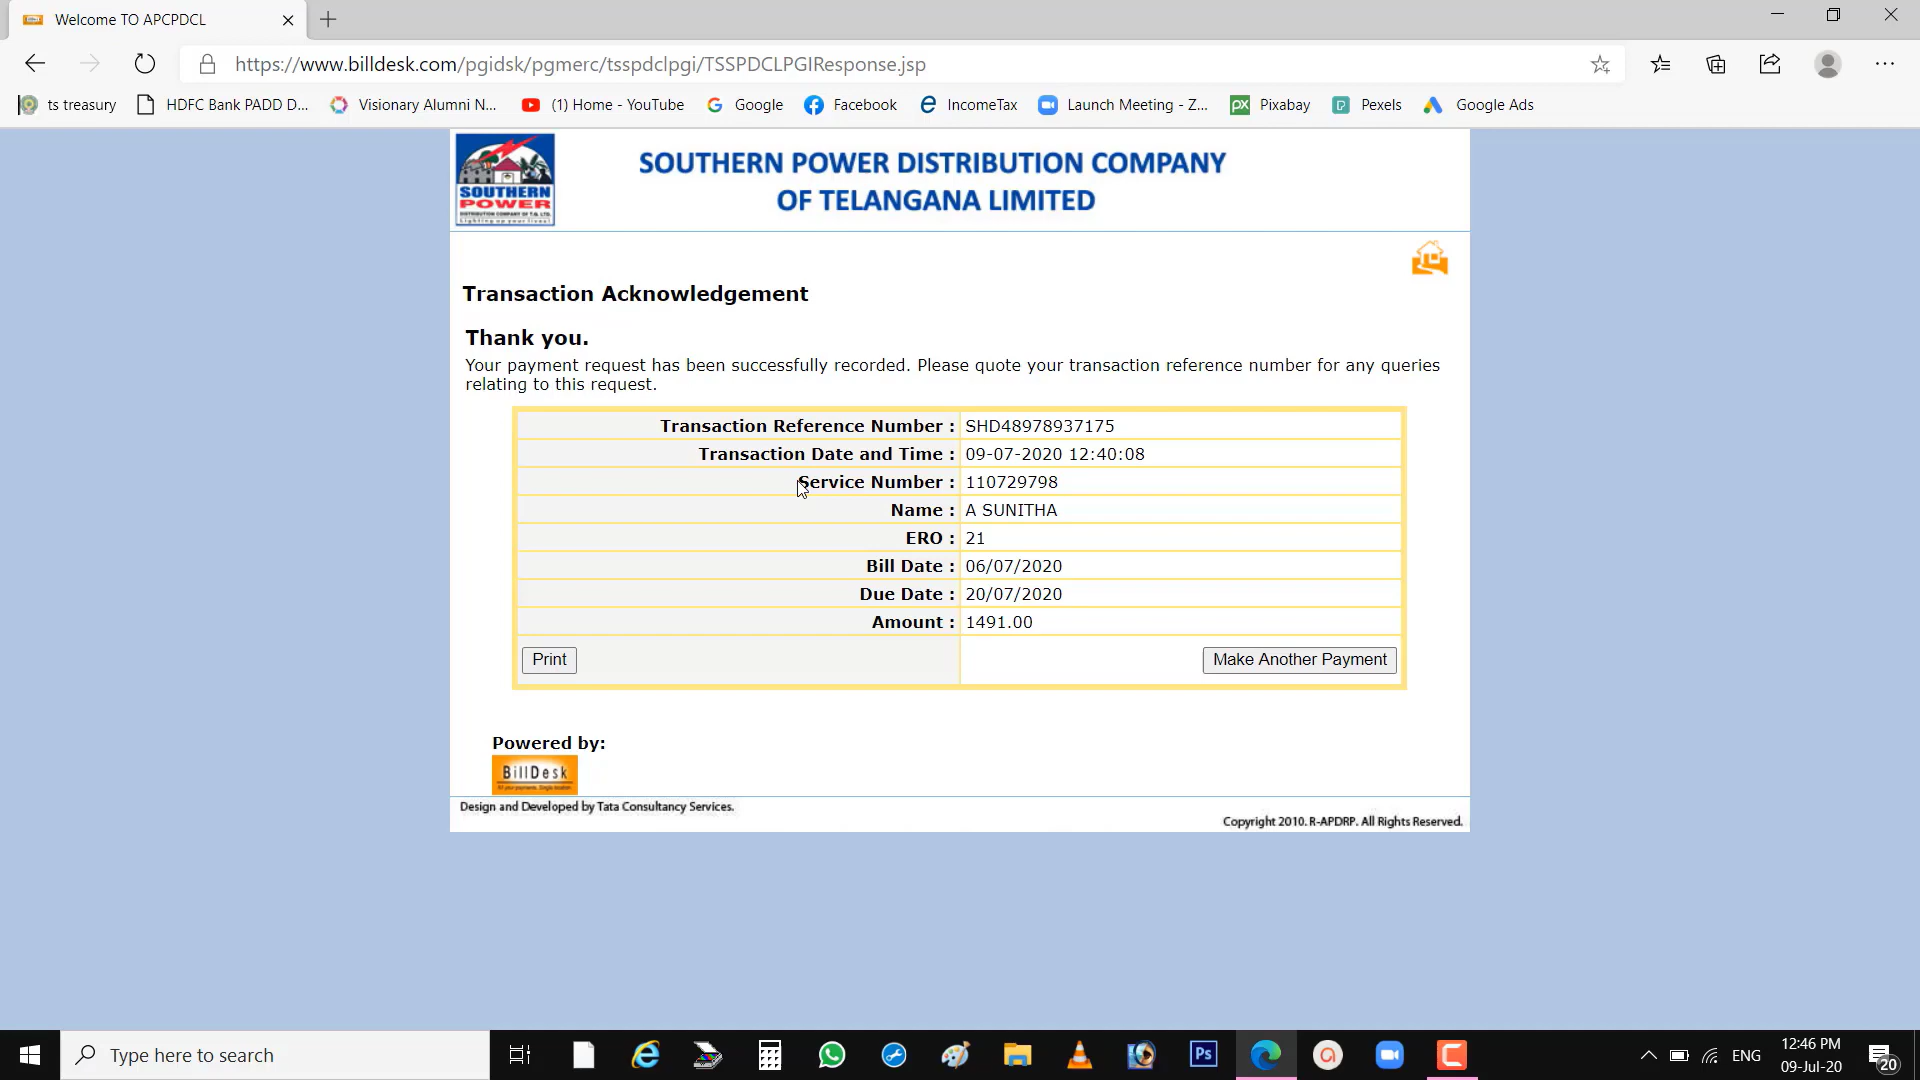 Welcome TO APCPDCL
https://www.billdesk.com/pgidsk/pgmerc/tsspdclpgi/TSSPDCLPGIResponse.jsp
ts treasury HDFC Bank PADD D... Visionary Alumni N... (1) Home - YouTube Google Facebook IncomeTax Launch Meeting - Z... Pixabay Pexels Google Ads
SOUTHERN POWER DISTRIBUTION COMPANY
OF TELANGANA LIMITED
SOUTHERN
POWER
DISTRIBUTION COMPANY OF T.G. LTD.
Transaction Acknowledgement
Thank you.
Your payment request has been successfully recorded. Please quote your transaction reference number for any queries
relating to this request.
Transaction Reference Number : SHD48978937175
Transaction Date and Time : 09-07-2020 12:40:08
Service Number : 110729798
Name : A SUNITHA
ERO : 21
Bill Date : 06/07/2020
Due Date : 20/07/2020
Amount : 1491.00
Print Make Another Payment
Powered by:
BillDesk
Design and Developed by Tata Consultancy Services.
Copyright 2010. R-APDRP. All Rights Reserved.
Type here to search
Ps
ENG
12:46 PM
09-Jul-20
20